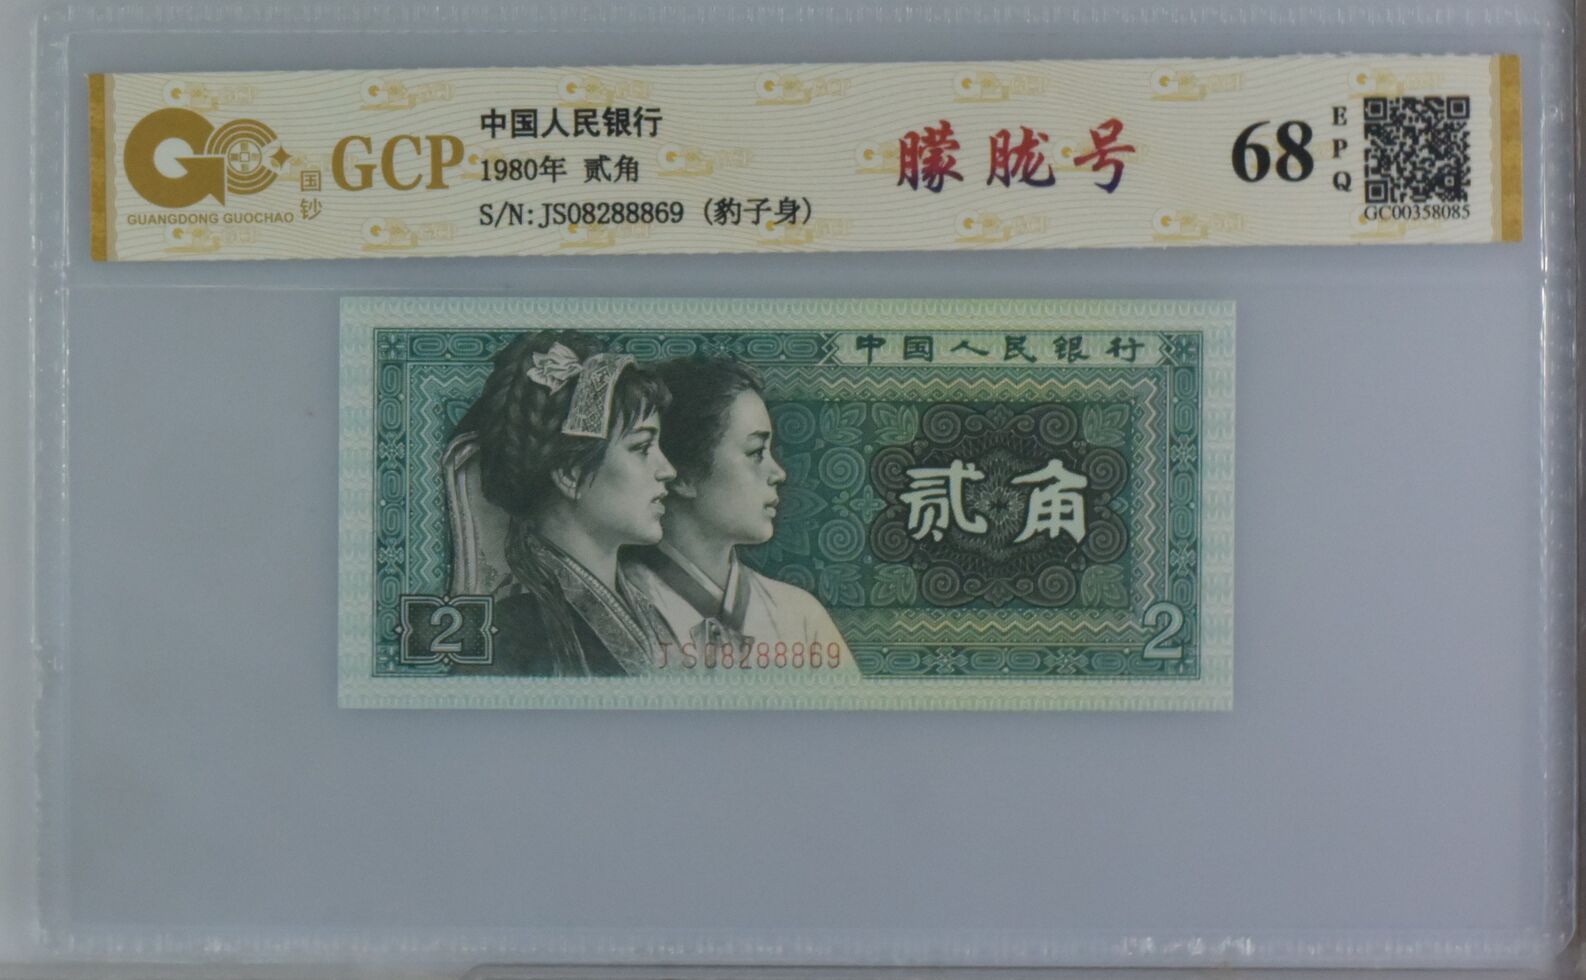 中国人民银行
1980年 贰角
S/N: JS08288869 (豹子身)
GCP
国钞
GUANGDONG GUOCHAO
朦胧号
68
EPQ
GC00358085
中国人民银行
贰角
2
2
JS08288869